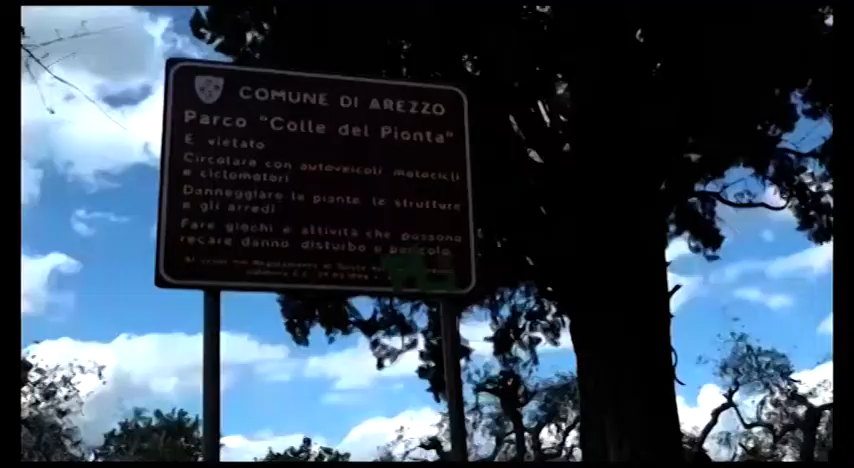 COMUNE DI AREZZO
Parco "Colle del Pionta"
È vietato
Circolare con autoveicoli motocicli
e ciclomotori
Danneggiare le piante le strutture
e gli arredi
Fare giochi e attività che possono
recare danno disturbo e pericolo